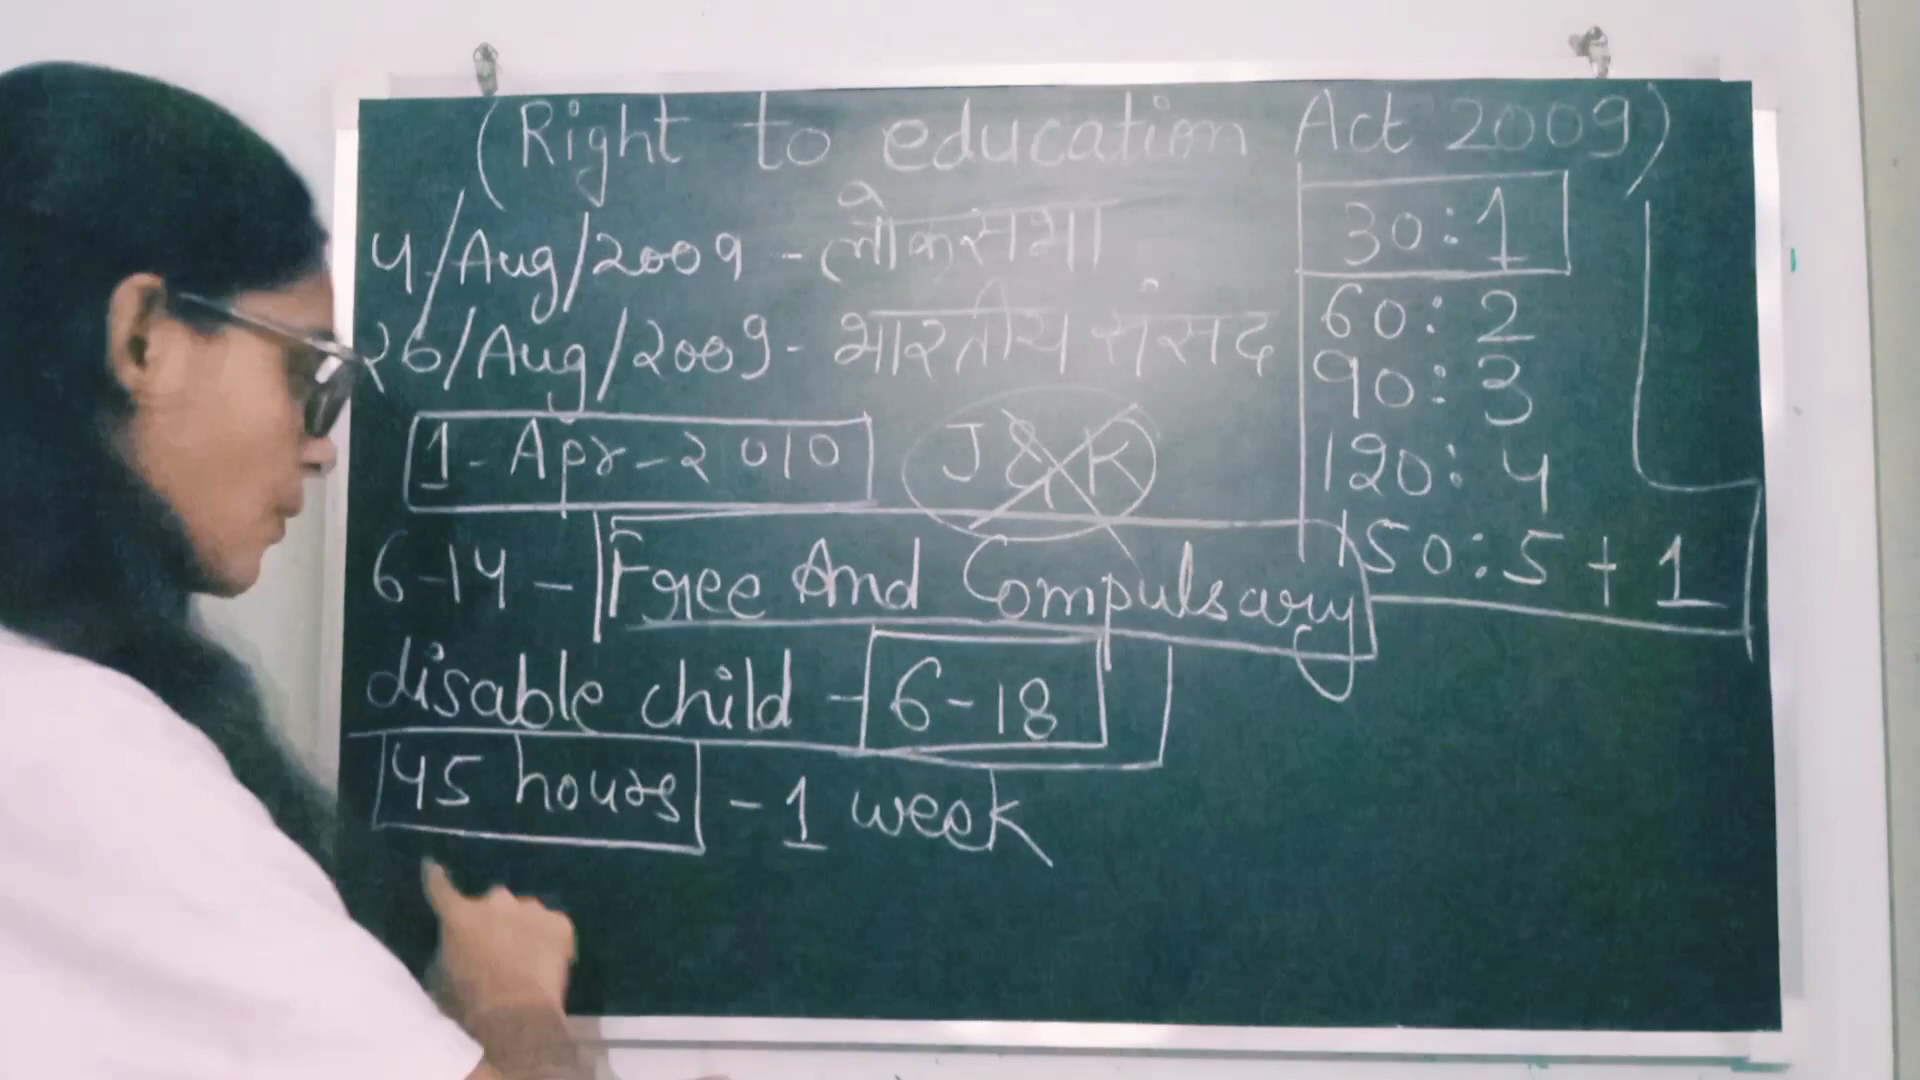 (Right to education Act 2009)
4/Aug/2009 - लोकसभा
26/Aug/2009 - भारतीय संसद
1-Apr-2010 J&K
6-14 - Free And Compulsary
disable child - 6-18
45 hours - 1 week
30:1
60:2
90:3
120:4
150:5+1